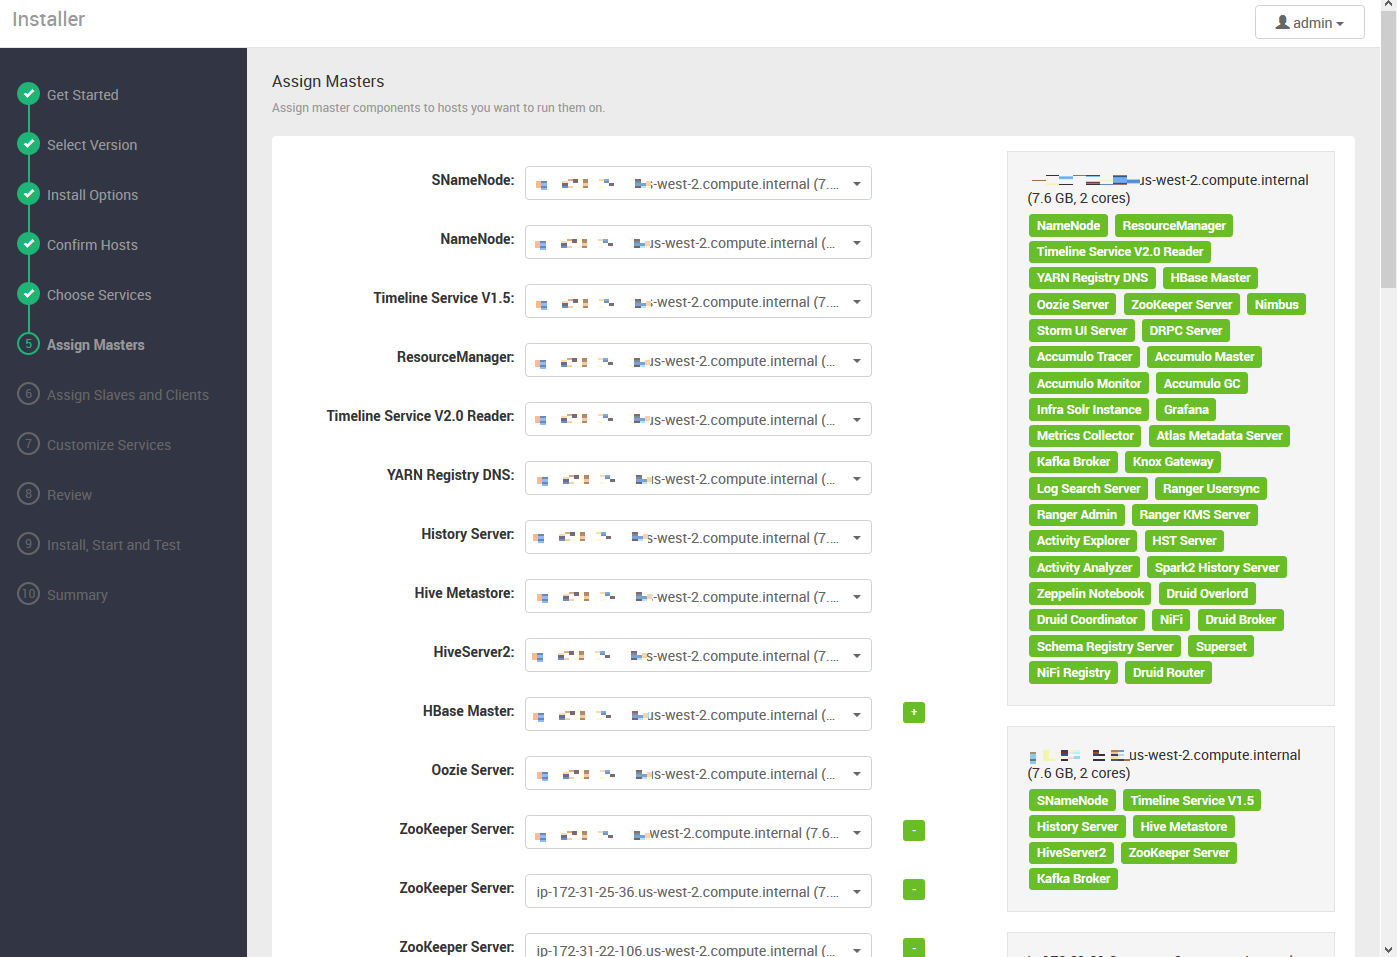 Installer
admin
Get Started
Select Version
Install Options
Confirm Hosts
Choose Services
5 Assign Masters
6 Assign Slaves and Clients
7 Customize Services
8 Review
9 Install, Start and Test
10 Summary
Assign Masters
Assign master components to hosts you want to run them on.
SNameNode: s-west-2.compute.internal (7....
NameNode: us-west-2.compute.internal (...
Timeline Service V1.5: s-west-2.compute.internal (7....
ResourceManager: us-west-2.compute.internal (...
Timeline Service V2.0 Reader: us-west-2.compute.internal (...
YARN Registry DNS: us-west-2.compute.internal (...
History Server: s-west-2.compute.internal (7....
Hive Metastore: -west-2.compute.internal (7....
HiveServer2: s-west-2.compute.internal (7....
HBase Master: us-west-2.compute.internal (... +
Oozie Server: us-west-2.compute.internal (...
ZooKeeper Server: west-2.compute.internal (7.6... -
ZooKeeper Server: ip-172-31-25-36.us-west-2.compute.internal (7.... -
ZooKeeper Server: ip-172-31-22-106.us-west-2.compute.internal (... -
us-west-2.compute.internal
(7.6 GB, 2 cores)
NameNode ResourceManager
Timeline Service V2.0 Reader
YARN Registry DNS HBase Master
Oozie Server ZooKeeper Server Nimbus
Storm UI Server DRPC Server
Accumulo Tracer Accumulo Master
Accumulo Monitor Accumulo GC
Infra Solr Instance Grafana
Metrics Collector Atlas Metadata Server
Kafka Broker Knox Gateway
Log Search Server Ranger Usersync
Ranger Admin Ranger KMS Server
Activity Explorer HST Server
Activity Analyzer Spark2 History Server
Zeppelin Notebook Druid Overlord
Druid Coordinator NiFi Druid Broker
Schema Registry Server Superset
NiFi Registry Druid Router
us-west-2.compute.internal
(7.6 GB, 2 cores)
SNameNode Timeline Service V1.5
History Server Hive Metastore
HiveServer2 ZooKeeper Server
Kafka Broker